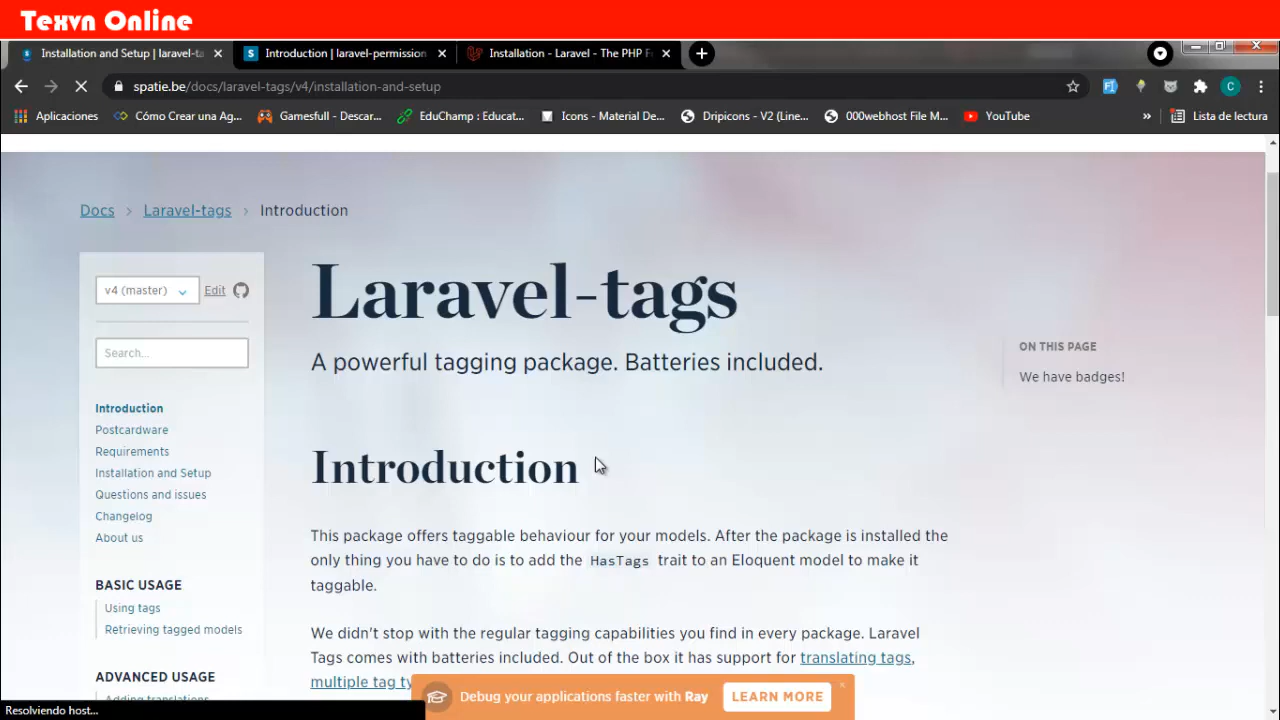 Texvn Online
Installation and Setup | laravel-ta
Introduction | laravel-permission
Installation - Laravel - The PHP F
spatie.be/docs/laravel-tags/v4/installation-and-setup
Aplicaciones
Cómo Crear una Ag...
Gamesfull - Descar...
EduChamp : Educat...
Icons - Material De...
Dripicons - V2 (Line...
000webhost File M...
YouTube
»
Lista de lectura
Docs > Laravel-tags > Introduction
v4 (master)
Edit
Search...
Introduction
Postcardware
Requirements
Installation and Setup
Questions and issues
Changelog
About us
BASIC USAGE
Using tags
Retrieving tagged models
ADVANCED USAGE
Adding translations
Laravel-tags
A powerful tagging package. Batteries included.
Introduction
This package offers taggable behaviour for your models. After the package is installed the
only thing you have to do is to add the HasTags trait to an Eloquent model to make it
taggable.
We didn't stop with the regular tagging capabilities you find in every package. Laravel
Tags comes with batteries included. Out of the box it has support for translating tags,
multiple tag ty
ON THIS PAGE
We have badges!
Debug your applications faster with Ray
LEARN MORE
Resolviendo host...